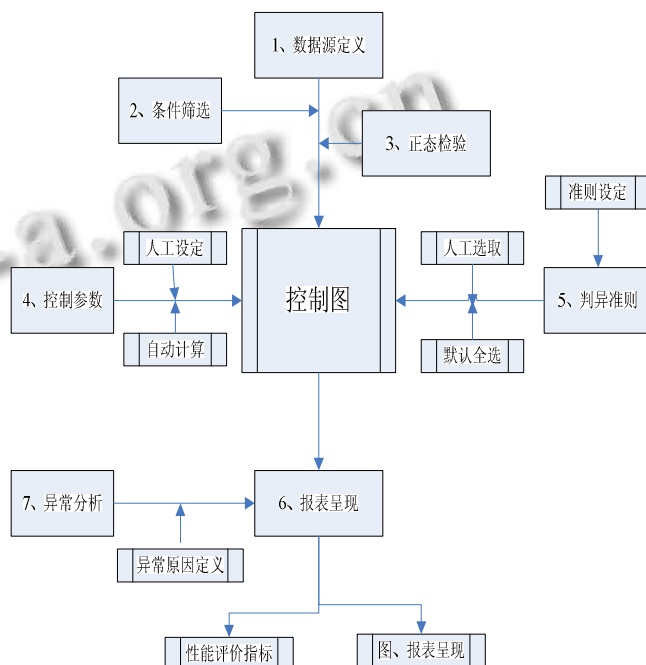 1、数据源定义
2、条件筛选
3、正态检验
准则设定
人工设定
人工选取
4、控制参数
控制图
5、判异准则
自动计算
默认全选
7、异常分析
6、报表呈现
异常原因定义
性能评价指标
图、报表呈现
a.org.cn